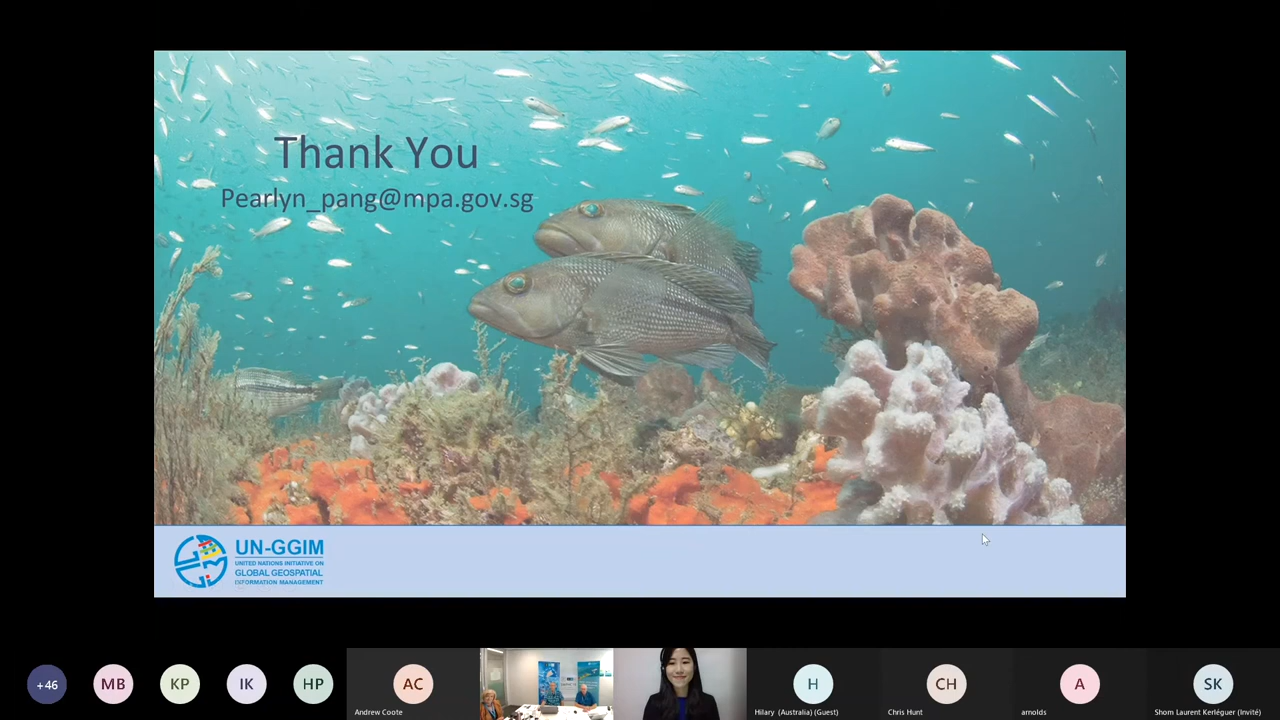 Thank You
Pearlyn_pang@mpa.gov.sg
UN-GGIM
UNITED NATIONS INITIATIVE ON
GLOBAL GEOSPATIAL
INFORMATION MANAGEMENT
+46
MB
KP
IK
HP
AC
Andrew Coote
H
Hilary (Australia) (Guest)
CH
Chris Hunt
A
arnolds
SK
Shom Laurent Kerléguer (Invité)